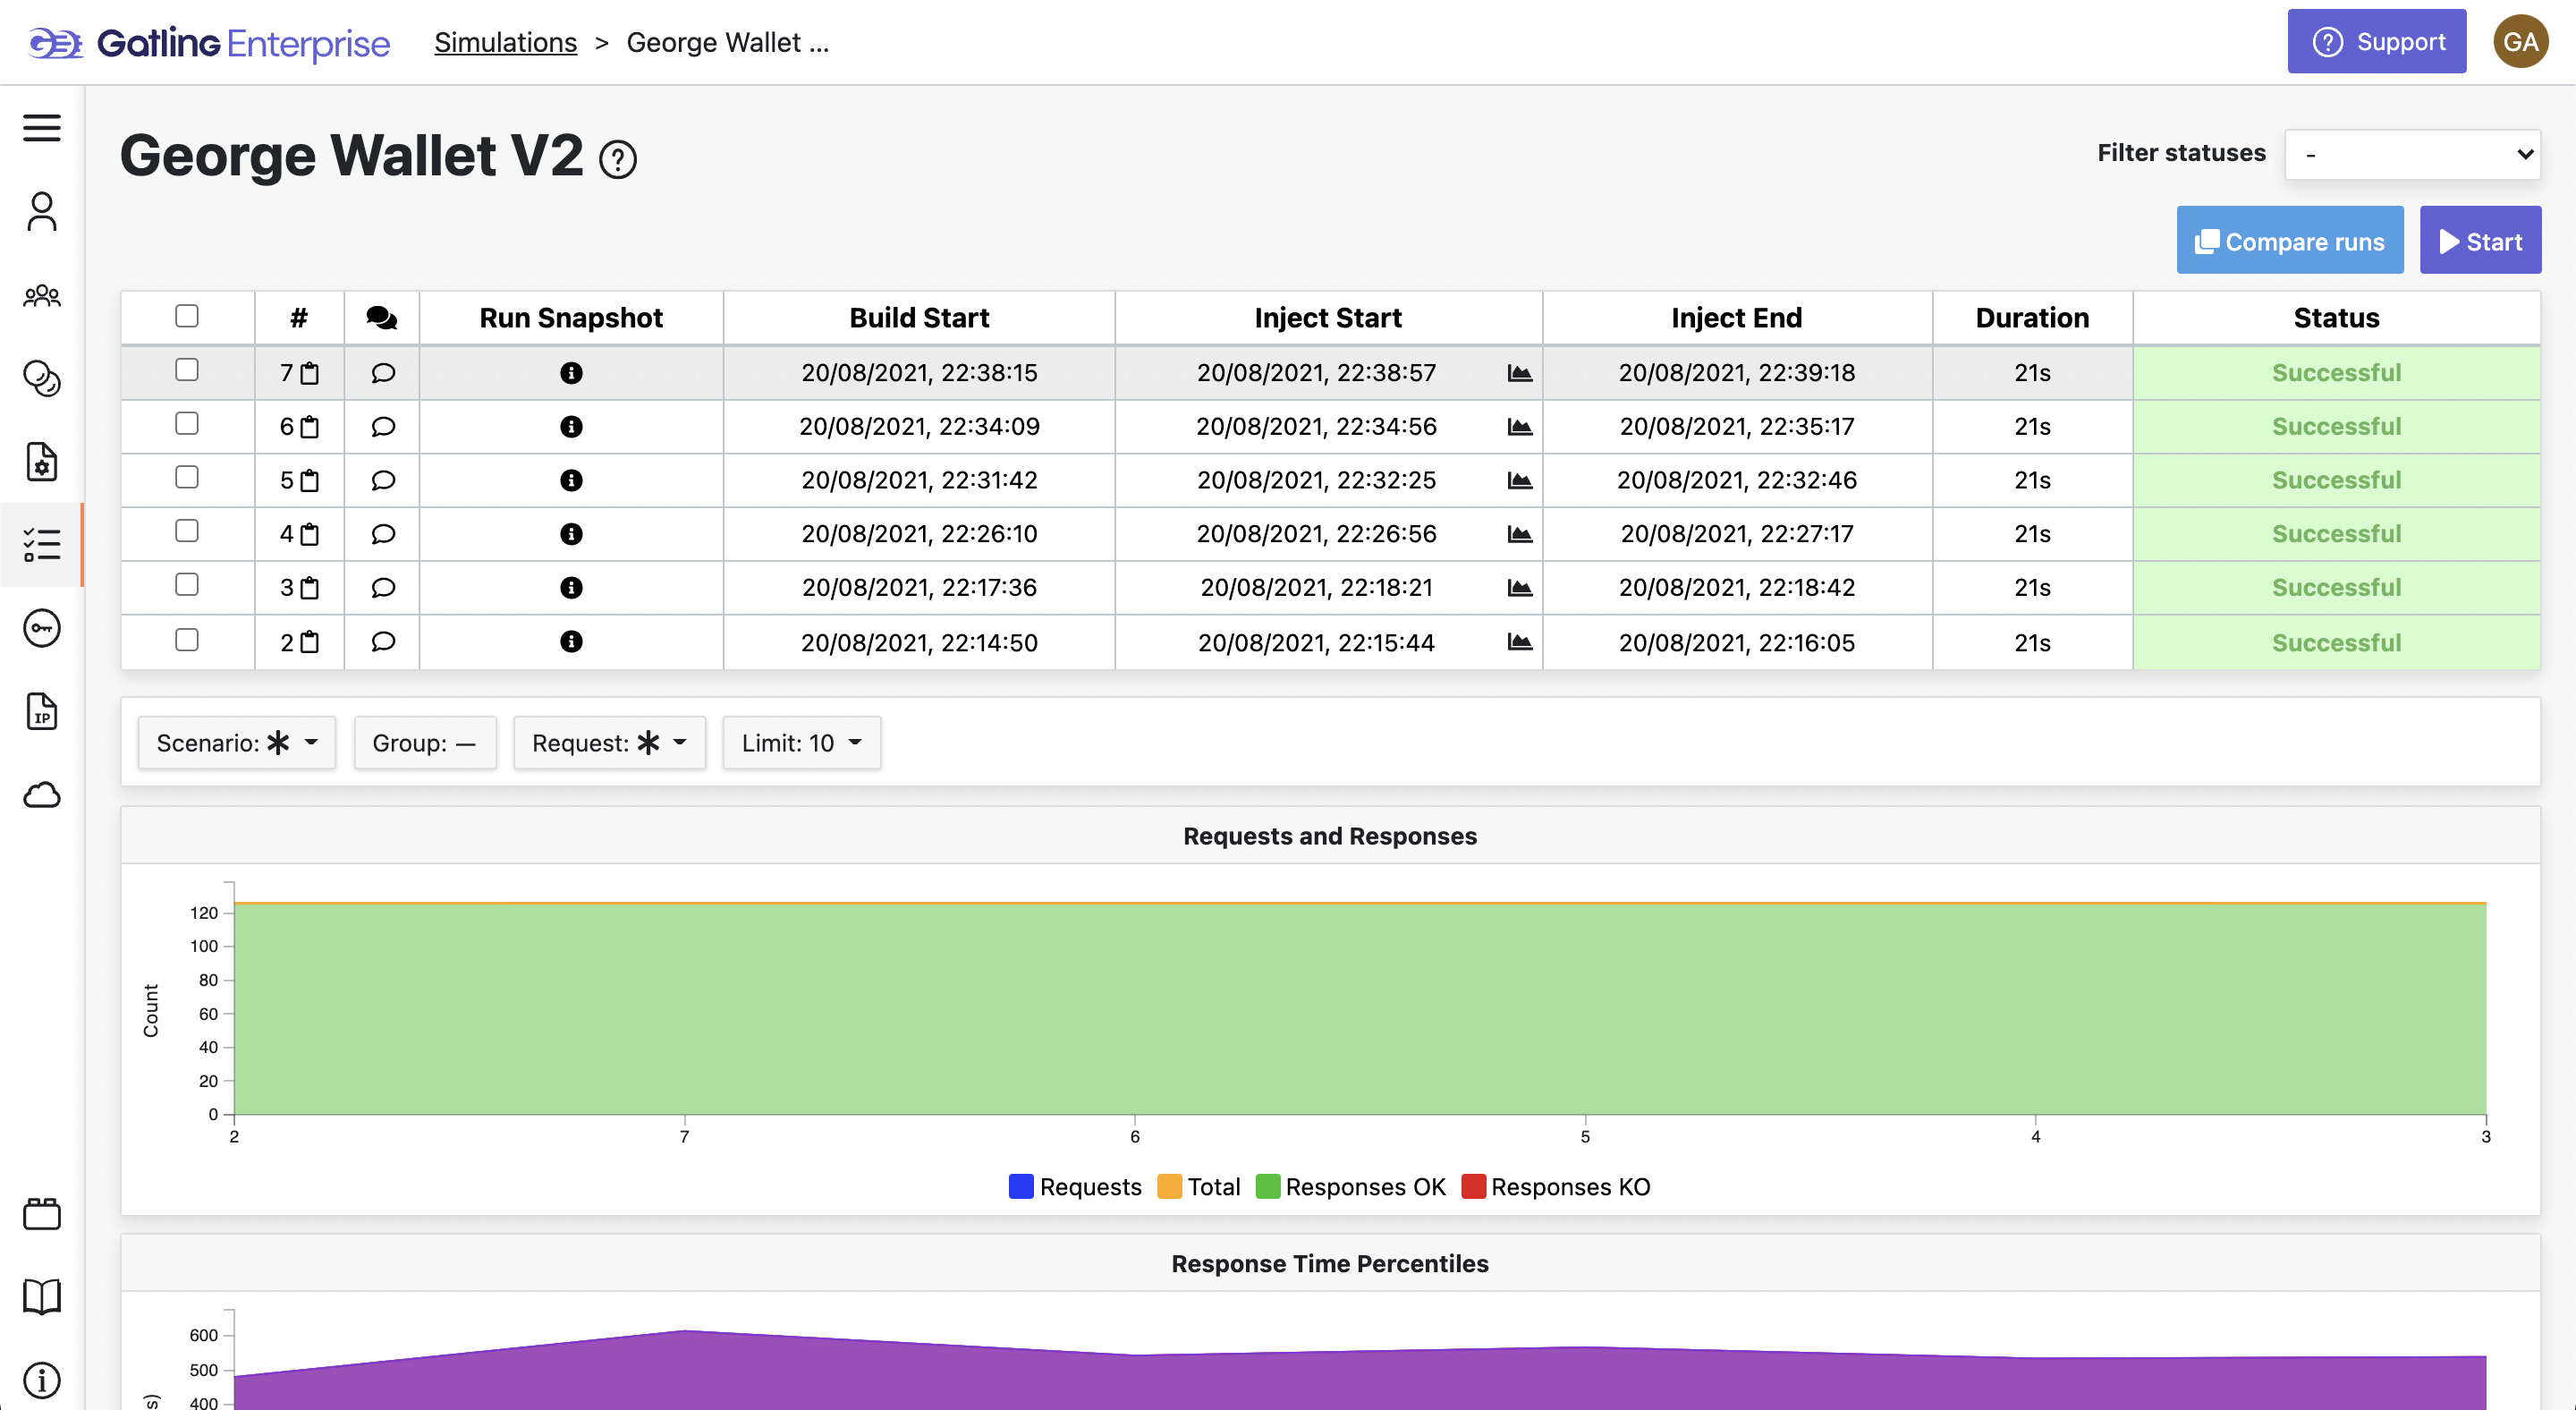 Gatling Enterprise Simulations > George Wallet ... Support GA
George Wallet V2
Filter statuses -
Compare runs Start
# Run Snapshot Build Start Inject Start Inject End Duration Status
7 20/08/2021, 22:38:15 20/08/2021, 22:38:57 20/08/2021, 22:39:18 21s Successful
6 20/08/2021, 22:34:09 20/08/2021, 22:34:56 20/08/2021, 22:35:17 21s Successful
5 20/08/2021, 22:31:42 20/08/2021, 22:32:25 20/08/2021, 22:32:46 21s Successful
4 20/08/2021, 22:26:10 20/08/2021, 22:26:56 20/08/2021, 22:27:17 21s Successful
3 20/08/2021, 22:17:36 20/08/2021, 22:18:21 20/08/2021, 22:18:42 21s Successful
2 20/08/2021, 22:14:50 20/08/2021, 22:15:44 20/08/2021, 22:16:05 21s Successful
IP
Scenario: * Group: — Request: * Limit: 10
Requests and Responses
Count
120
100
80
60
40
20
0
2 7 6 5 4 3
Requests Total Responses OK Responses KO
Response Time Percentiles
600
500
400
s)